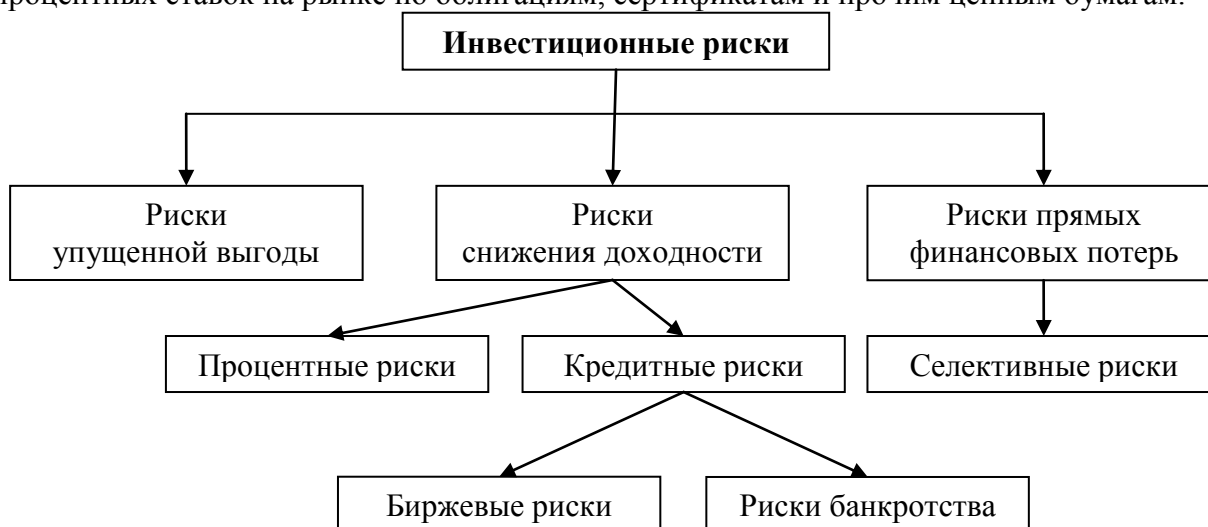 процентных ставок на рынке по облигациям, сертификатам и прочим ценным бумагам.
Инвестиционные риски
Риски
упущенной выгоды
Риски
снижения доходности
Риски прямых
финансовых потерь
Процентные риски
Кредитные риски
Селективные риски
Биржевые риски
Риски банкротства